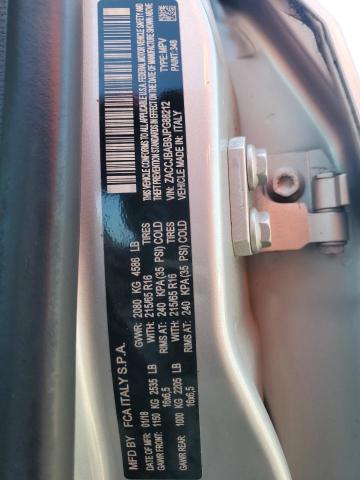 MFD BY FCA ITALY S.P.A.
DATE OF MFR: 01/18 GVWR: 2080 KG 4586 LB
GAWR FRONT: 1150 KG 2535 LB WITH: 215/65 R16 TIRES
16x6,5 RIMS AT: 240 KPA (35 PSI) COLD
GAWR REAR: 1000 KG 2205 LB WITH: 215/65 R16 TIRES
16x6,5 RIMS AT: 240 KPA (35 PSI) COLD
THIS VEHICLE CONFORMS TO ALL APPLICABLE FEDERAL MOTOR VEHICLE SAFETY AND
THEFT PREVENTION STANDARDS IN EFFECT ON THE DATE OF MANUFACTURE SHOWN ABOVE
VIN: ZACCJBAB9JPG88212 TYPE: MPV
VEHICLE MADE IN: ITALY PAINT: 348